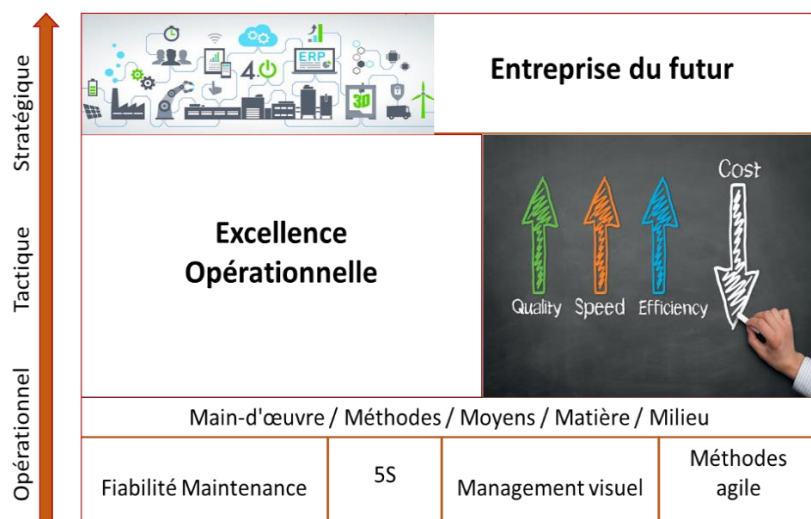 Stratégique
Tactique
Opérationnel
4.0
ERP
3D
Entreprise du futur
Excellence
Opérationnelle
Cost
Quality Speed Efficiency
Main-d'œuvre / Méthodes / Moyens / Matière / Milieu
Fiabilité Maintenance
5S
Management visuel
Méthodes
agile